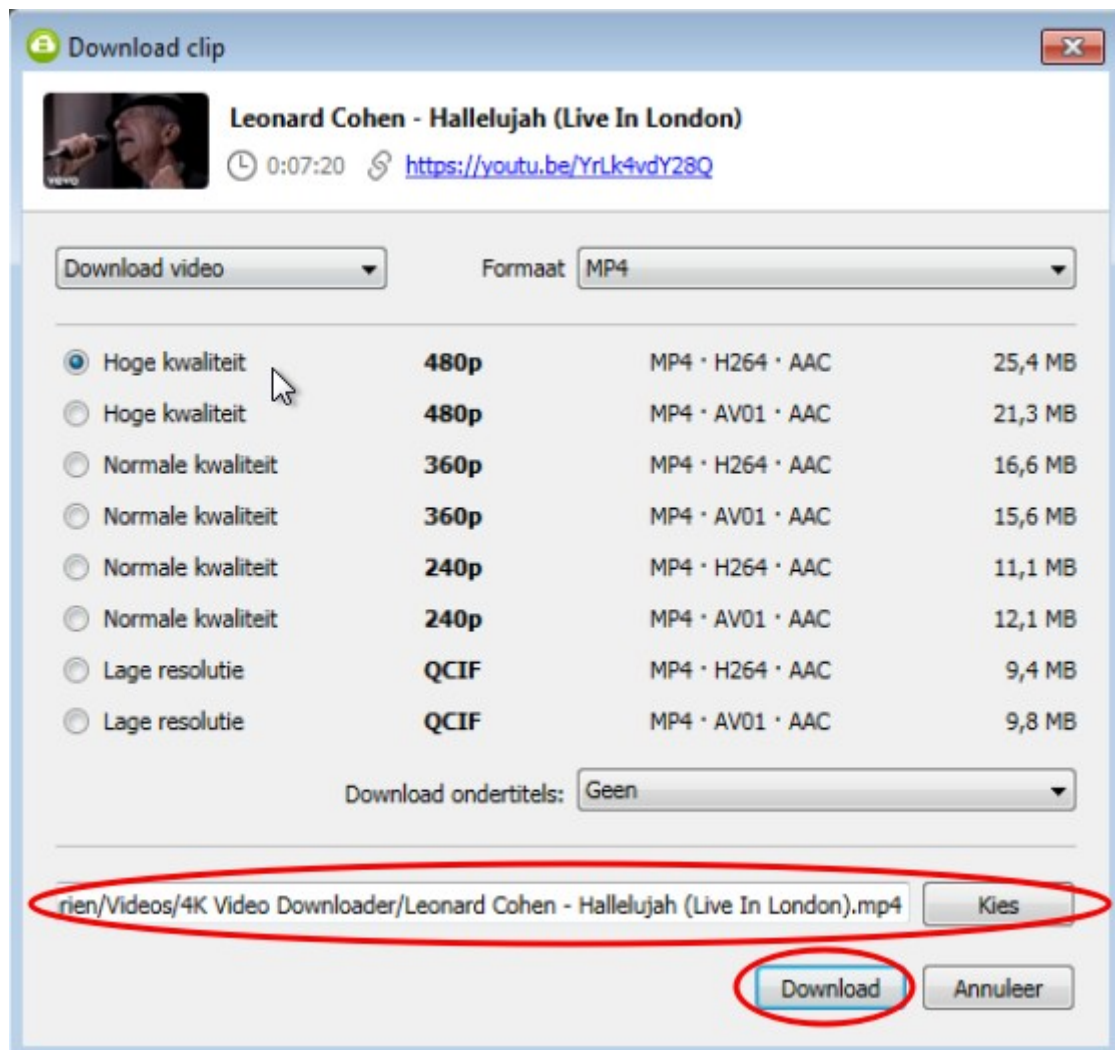 Download clip
Leonard Cohen - Hallelujah (Live In London)
0:07:20 https://youtu.be/YrLk4vdY28Q
vevo
Download video Formaat MP4
Hoge kwaliteit 480p MP4 · H264 · AAC 25,4 MB
Hoge kwaliteit 480p MP4 · AV01 · AAC 21,3 MB
Normale kwaliteit 360p MP4 · H264 · AAC 16,6 MB
Normale kwaliteit 360p MP4 · AV01 · AAC 15,6 MB
Normale kwaliteit 240p MP4 · H264 · AAC 11,1 MB
Normale kwaliteit 240p MP4 · AV01 · AAC 12,1 MB
Lage resolutie QCIF MP4 · H264 · AAC 9,4 MB
Lage resolutie QCIF MP4 · AV01 · AAC 9,8 MB
Download ondertitels: Geen
rien/Videos/4K Video Downloader/Leonard Cohen - Hallelujah (Live In London).mp4 Kies
Download Annuleer